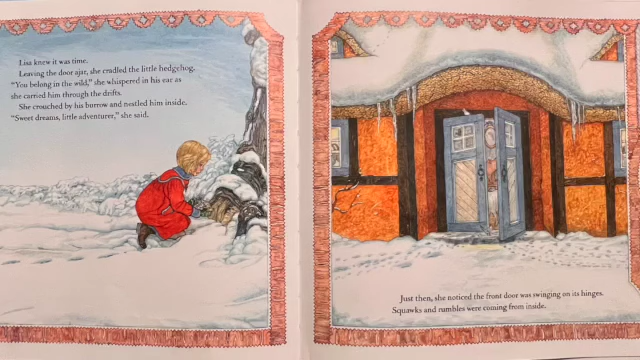 Lisa knew it was time.
Leaving the door ajar, she cradled the little hedgehog.
“You belong in the wild,” she whispered in his ear as
she carried him through the drifts.
She crouched by his burrow and nestled him inside.
“Sweet dreams, little adventurer,” she said.
Just then, she noticed the front door was swinging on its hinges.
Squawks and rumbles were coming from inside.